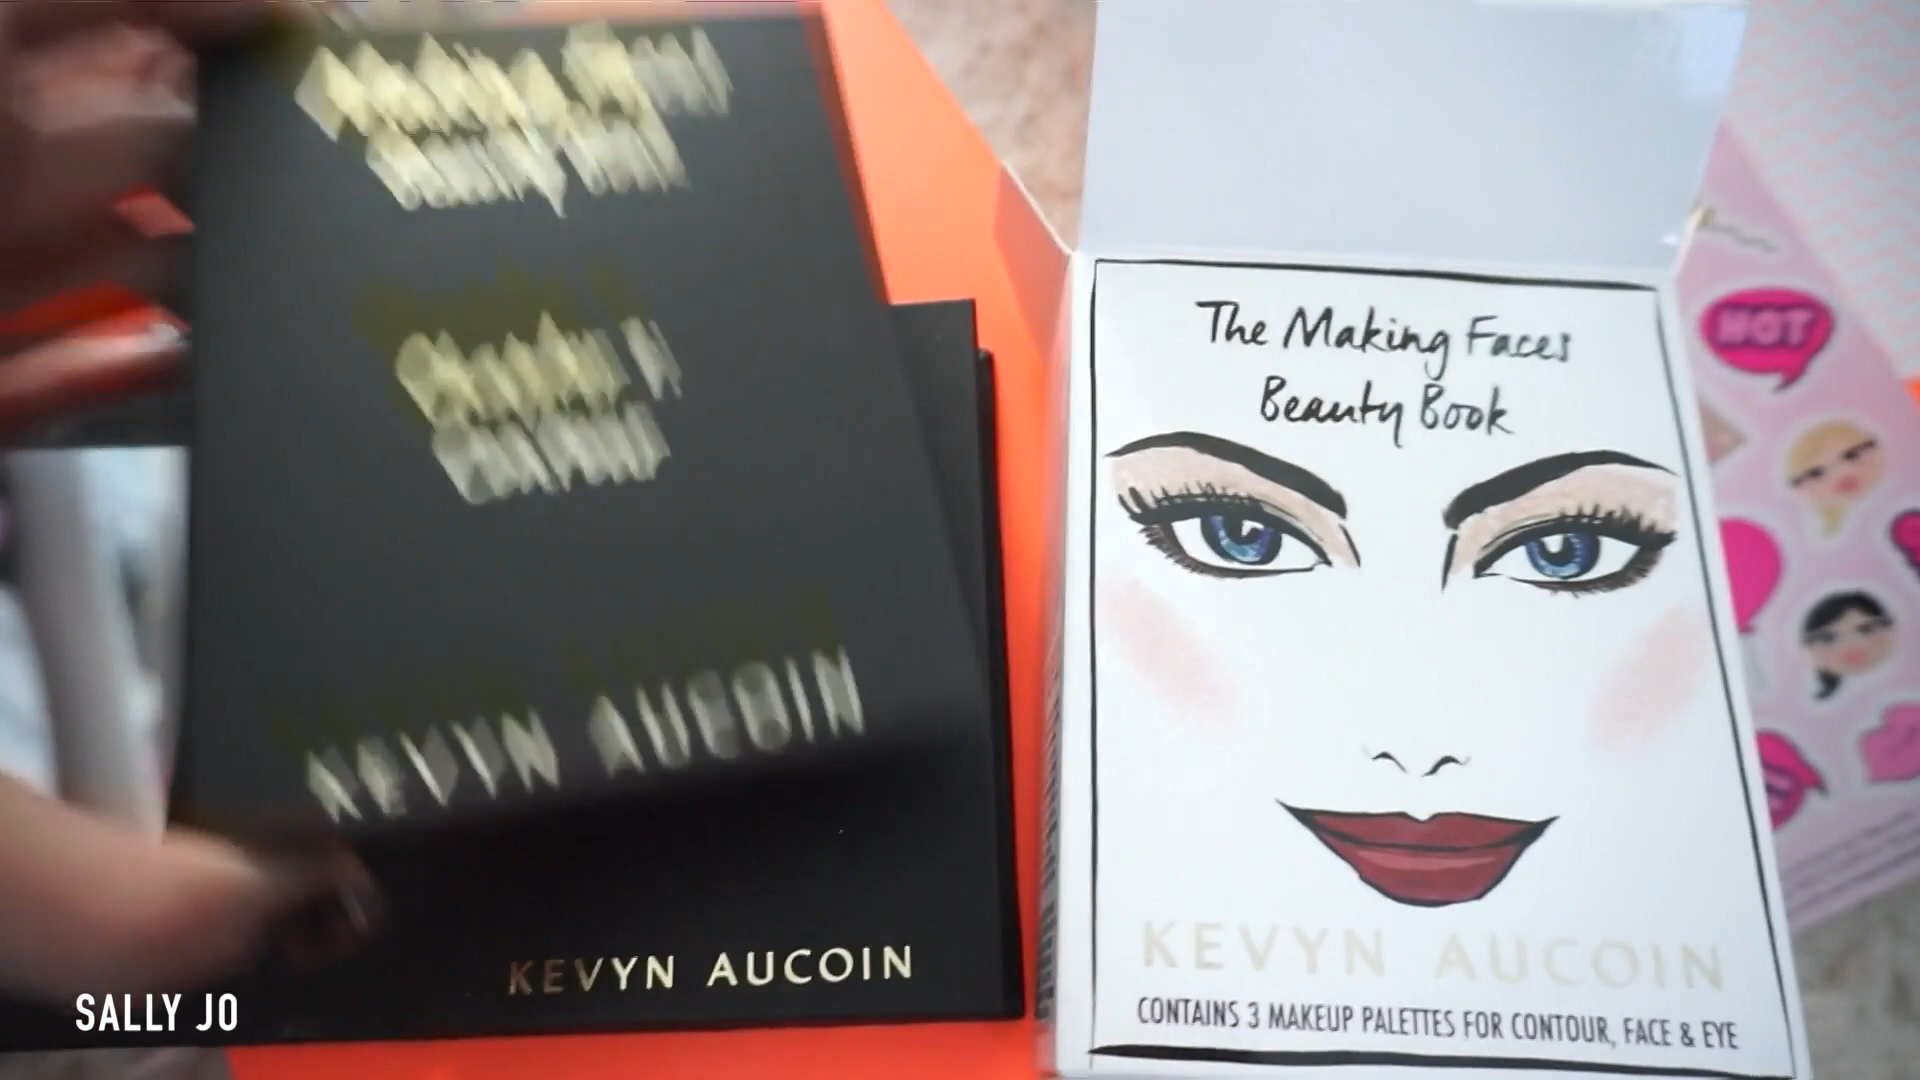 KEVYN AUCOIN
KEVYN AUCOIN
The Making Faces
Beauty Book
KEVYN AUCOIN
CONTAINS 3 MAKEUP PALETTES FOR CONTOUR, FACE & EYE
HOT
SALLY JO